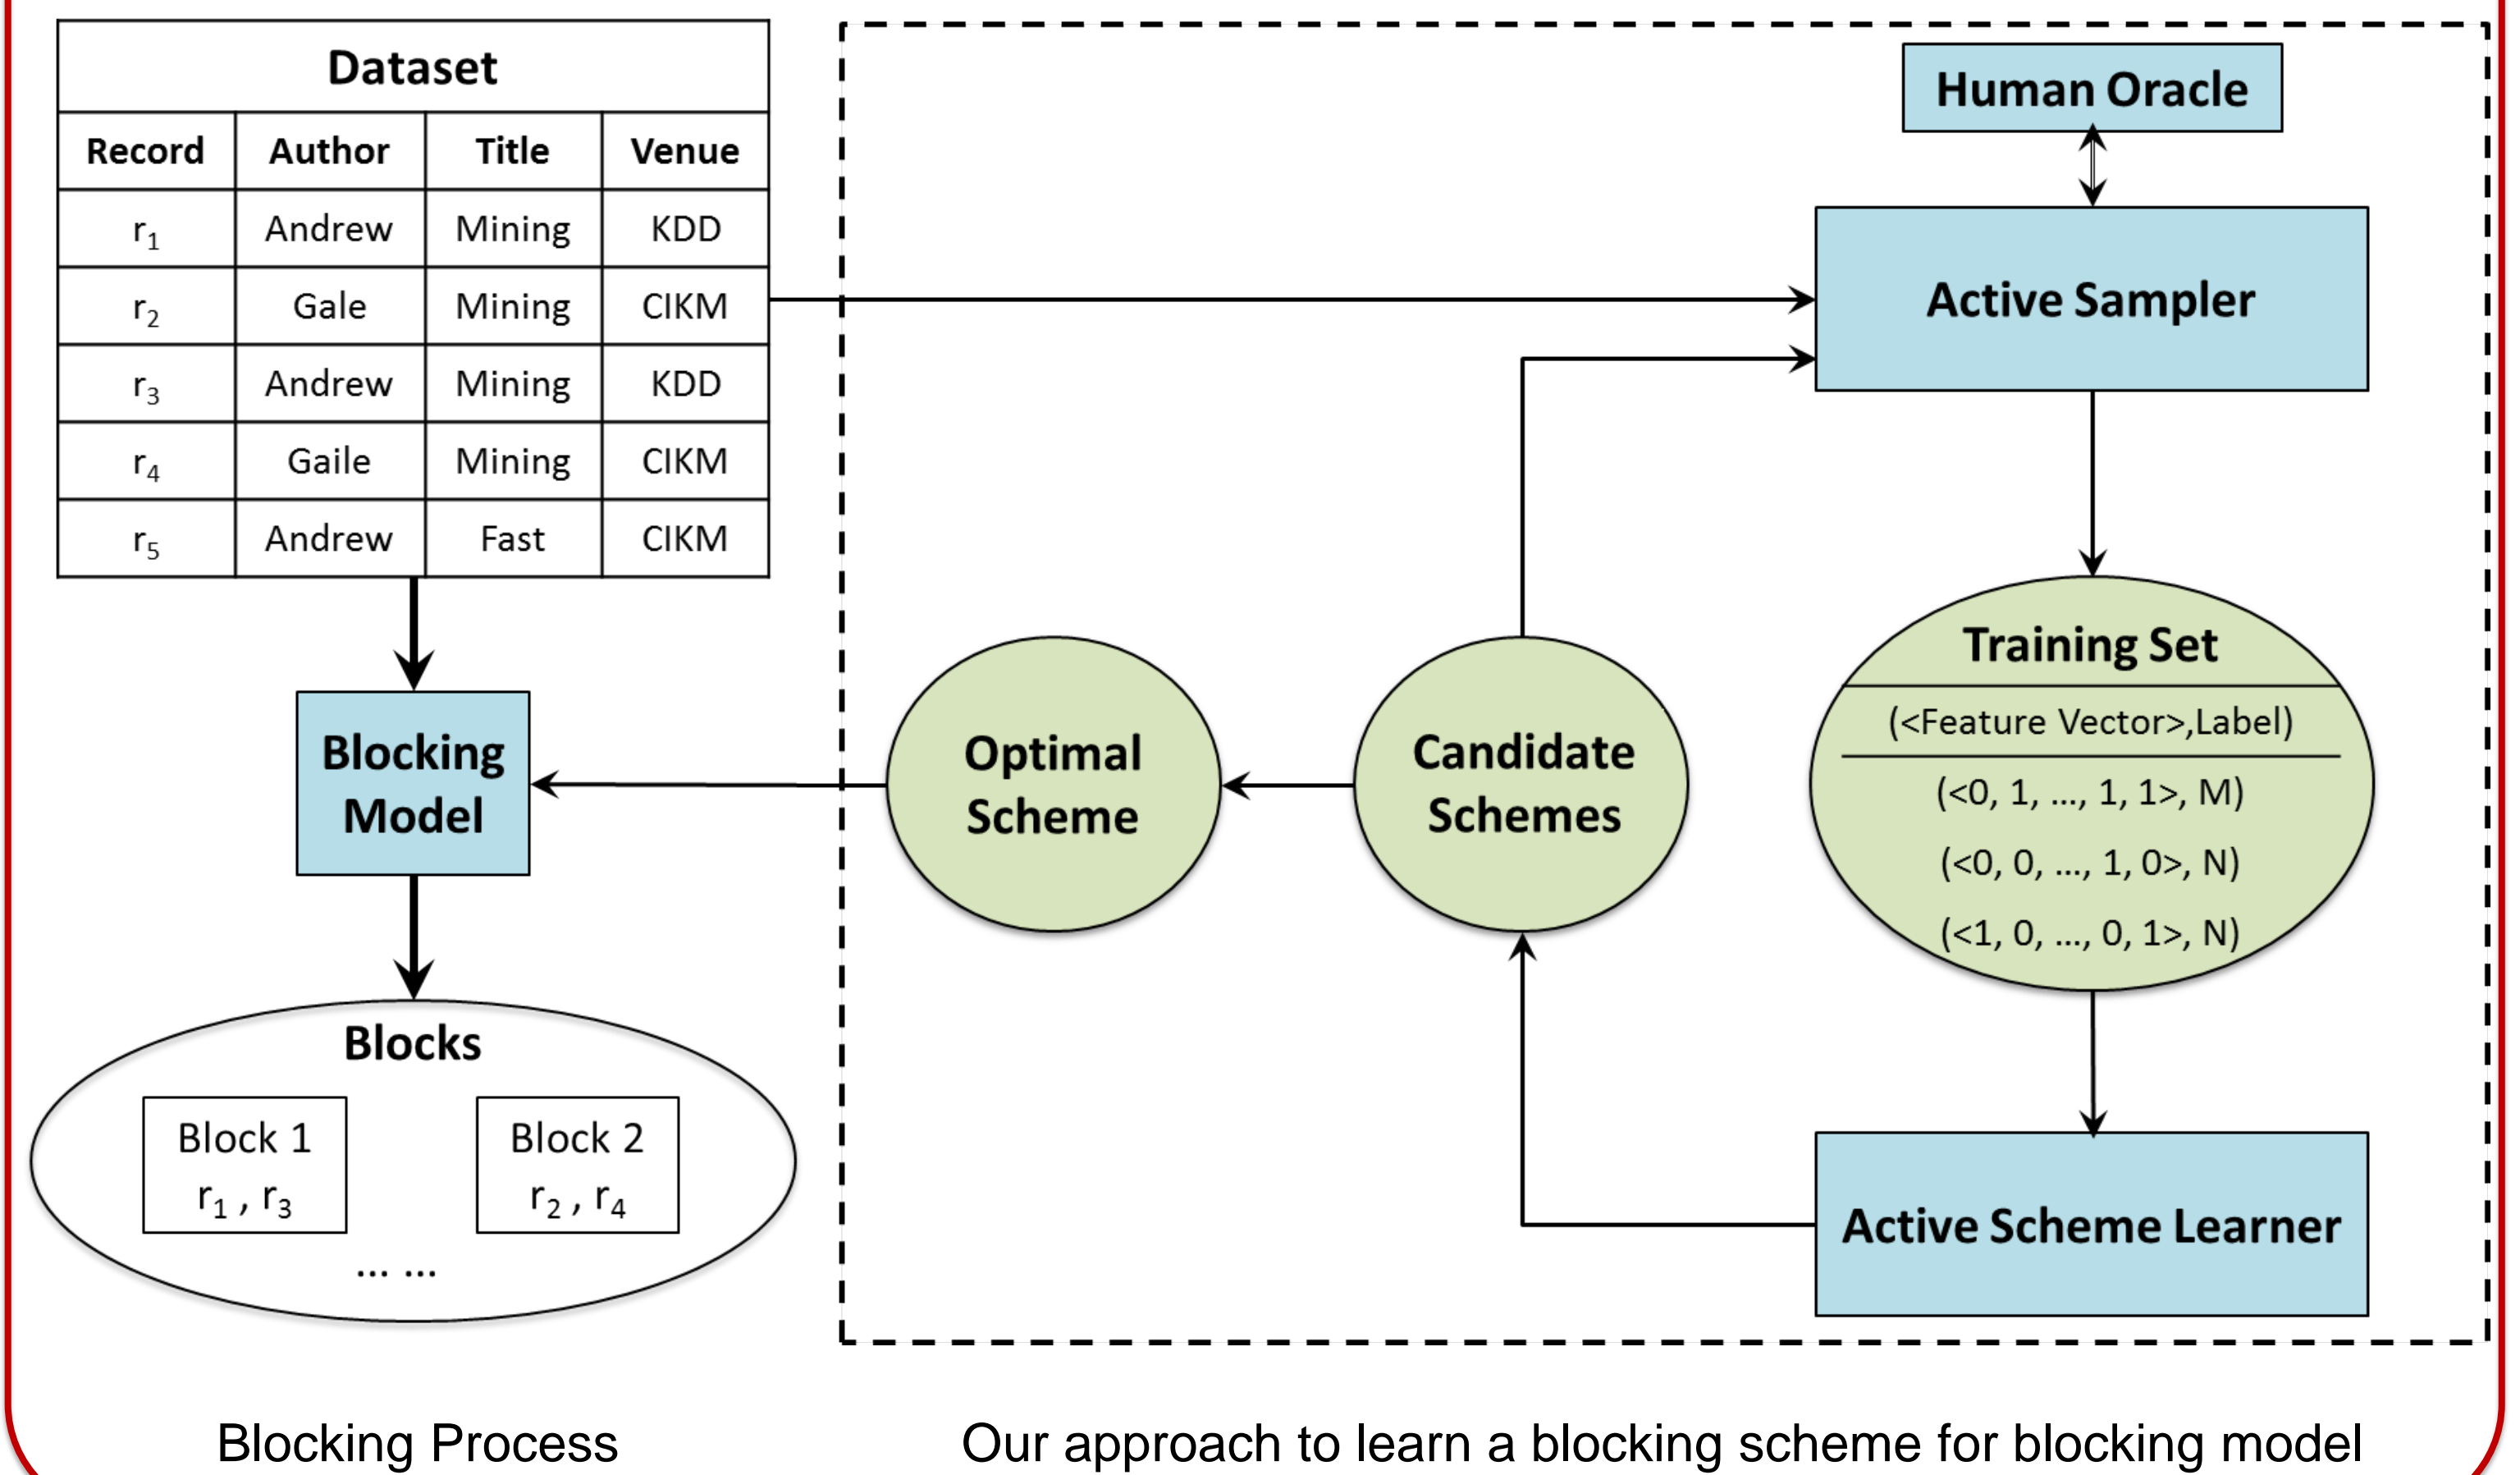 Dataset
Record Author Title Venue
r1 Andrew Mining KDD
r2 Gale Mining CIKM
r3 Andrew Mining KDD
r4 Gaile Mining CIKM
r5 Andrew Fast CIKM
Blocking
Model
Blocks
Block 1
r1 , r3
Block 2
r2 , r4
... ...
Human Oracle
Active Sampler
Training Set
(<Feature Vector>,Label)
(<0, 1, ..., 1, 1>, M)
(<0, 0, ..., 1, 0>, N)
(<1, 0, ..., 0, 1>, N)
Optimal
Scheme
Candidate
Schemes
Active Scheme Learner
Blocking Process
Our approach to learn a blocking scheme for blocking model